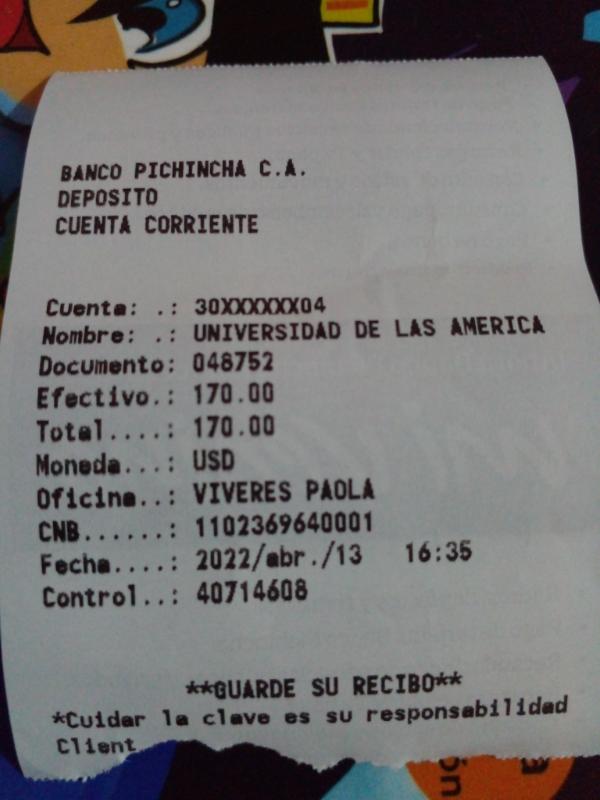 BANCO PICHINCHA C.A.
DEPOSITO
CUENTA CORRIENTE
Cuenta: .: 30XXXXXX04
Nombre: .: UNIVERSIDAD DE LAS AMERICA
Documento: 048752
Efectivo.: 170.00
Total....: 170.00
Moneda...: USD
Oficina..: VIVERES PAOLA
CNB......: 1102369640001
Fecha....: 2022/abr./13 16:35
Control..: 40714608
**GUARDE SU RECIBO**
*Cuidar la clave es su responsabilidad
Client